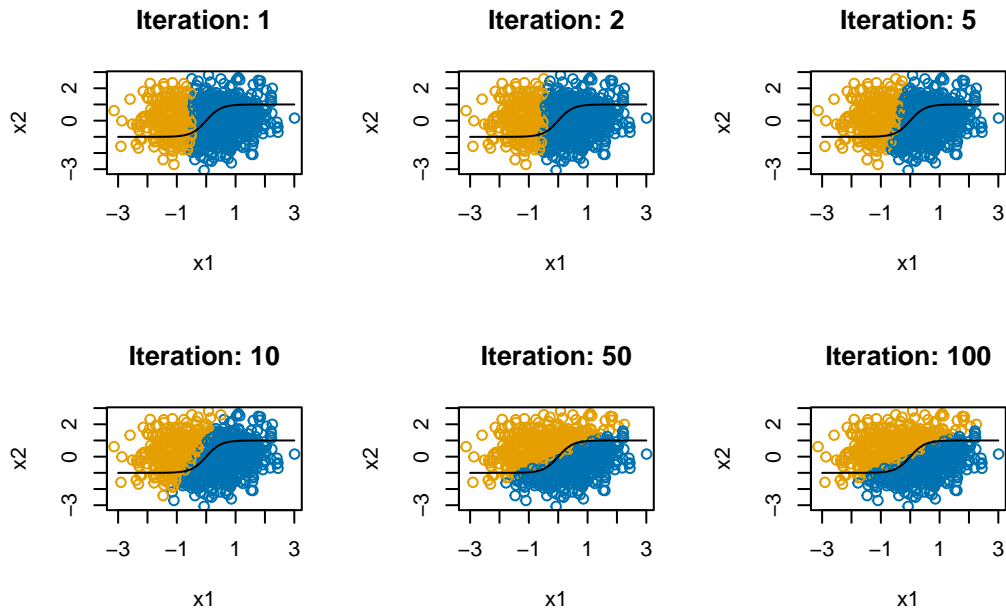 Iteration: 1
x2
2
0
−3
−3 −1 1 3
x1
Iteration: 2
x2
2
0
−3
−3 −1 1 3
x1
Iteration: 5
x2
2
0
−3
−3 −1 1 3
x1
Iteration: 10
x2
2
0
−3
−3 −1 1 3
x1
Iteration: 50
x2
2
0
−3
−3 −1 1 3
x1
Iteration: 100
x2
2
0
−3
−3 −1 1 3
x1